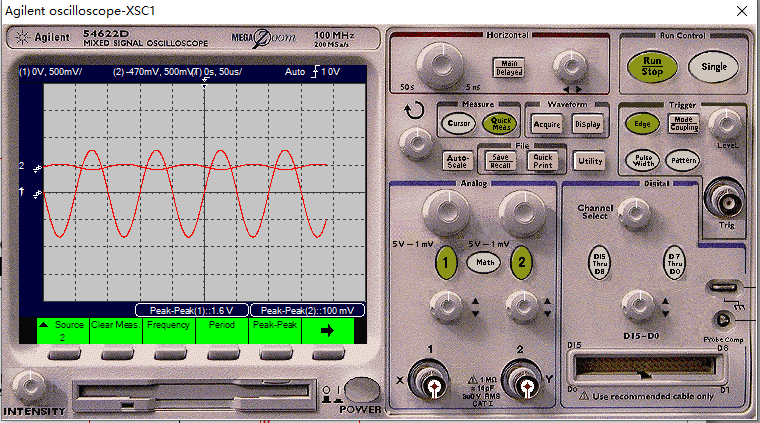 Agilent oscilloscope-XSC1
Agilent 54622D
MIXED SIGNAL OSCILLOSCOPE
MEGA Zoom
100 MHz
200 MSa/s
(1) 0V, 500mV/ (2) -470mV, 500mV/(T) 0s, 50us/ Auto 1 0V
2
1
Peak-Peak(1)::1.6 V Peak-Peak(2)::100 mV
Source
2
Clear Meas. Frequency Period Peak-Peak
INTENSITY
POWER
Horizontal
50 s
5 ns
Main
Delayed
Run Control
Run
Stop
Single
Measure
Cursor
Quick
Meas
Waveform
Acquire
Display
Trigger
Edge
Mode
Coupling
Level
Pulse
Width
Pattern
Trig
File
Auto-
Scale
Save
Recall
Quick
Print
Utility
Analog
5 V – 1 mV
5 V – 1 mV
1
Math
2
1
2
X
Y
1 MΩ
≅ 14pF
300 V RMS
CAT I
Digital
Channel
Select
D15
Thru
D8
D7
Thru
D0
D15-D0
Probe Comp
D15
D8
D0
D1
Use recommended cable only